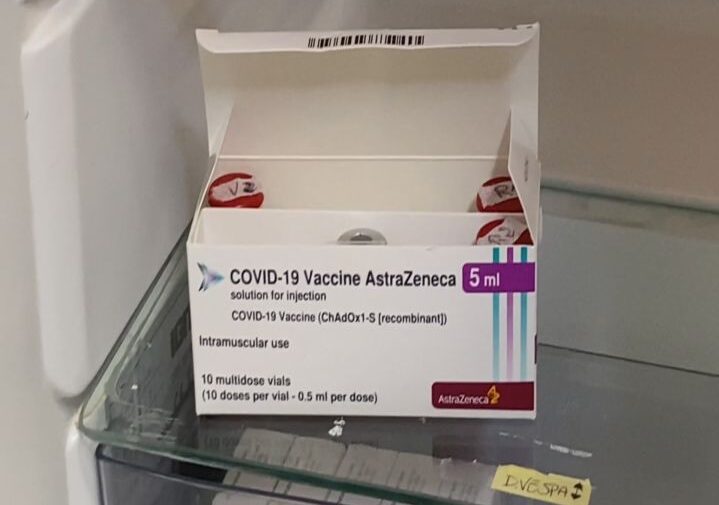 COVID-19 Vaccine AstraZeneca 5 ml
solution for injection
COVID-19 Vaccine (ChAdOx1-S [recombinant])
Intramuscular use
10 multidose vials
(10 doses per vial - 0.5 ml per dose)
AstraZeneca
D.VESPA↕